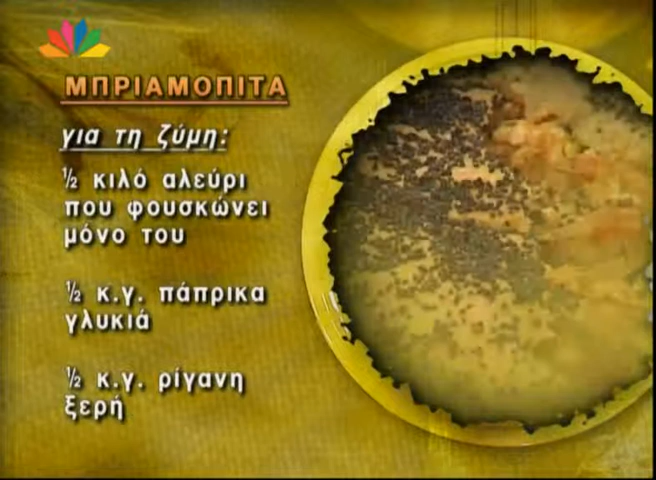 ΜΠΡΙΑΜΟΠΙΤΑ
για τη ζύμη:
½ κιλό αλεύρι
που φουσκώνει
μόνο του
½ κ.γ. πάπρικα
γλυκιά
½ κ.γ. ρίγανη
ξερή